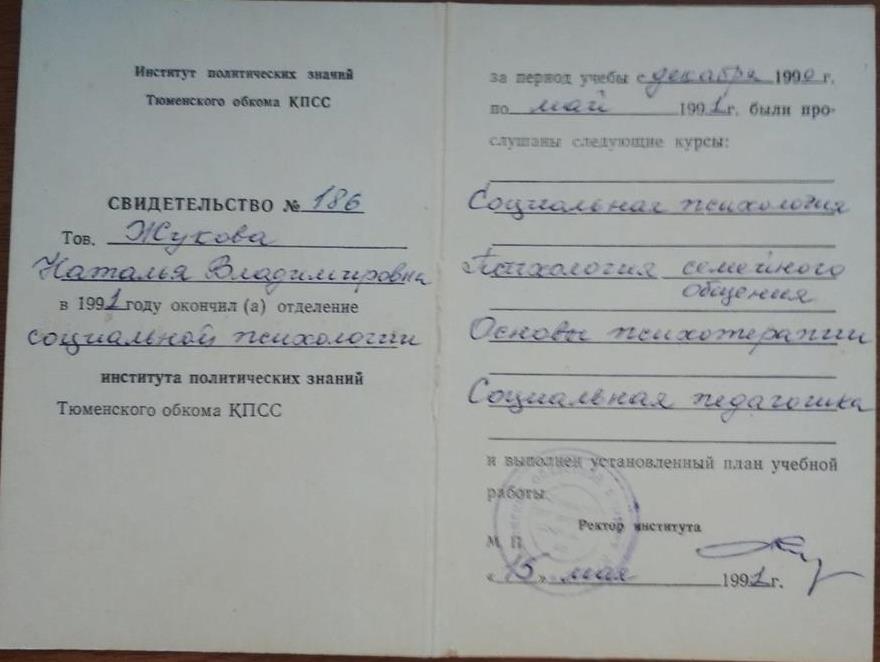 Институт политических знаний
Тюменского обкома КПСС
СВИДЕТЕЛЬСТВО № 186
Тов. Жукова
Наталья Владимировна
в 1991 году окончил (а) отделение
социальной психологии
института политических знаний
Тюменского обкома КПСС
за период учебы с декабря 1990 г.
по май 1991 г. были про-
слушаны следующие курсы:
Социальная психология
Психология семейного
общения
Основы психотерапии
Социальная педагогика
и выполнен установленный план учебной
работы.
Ректор института
М П
«15» мая 1991 г.